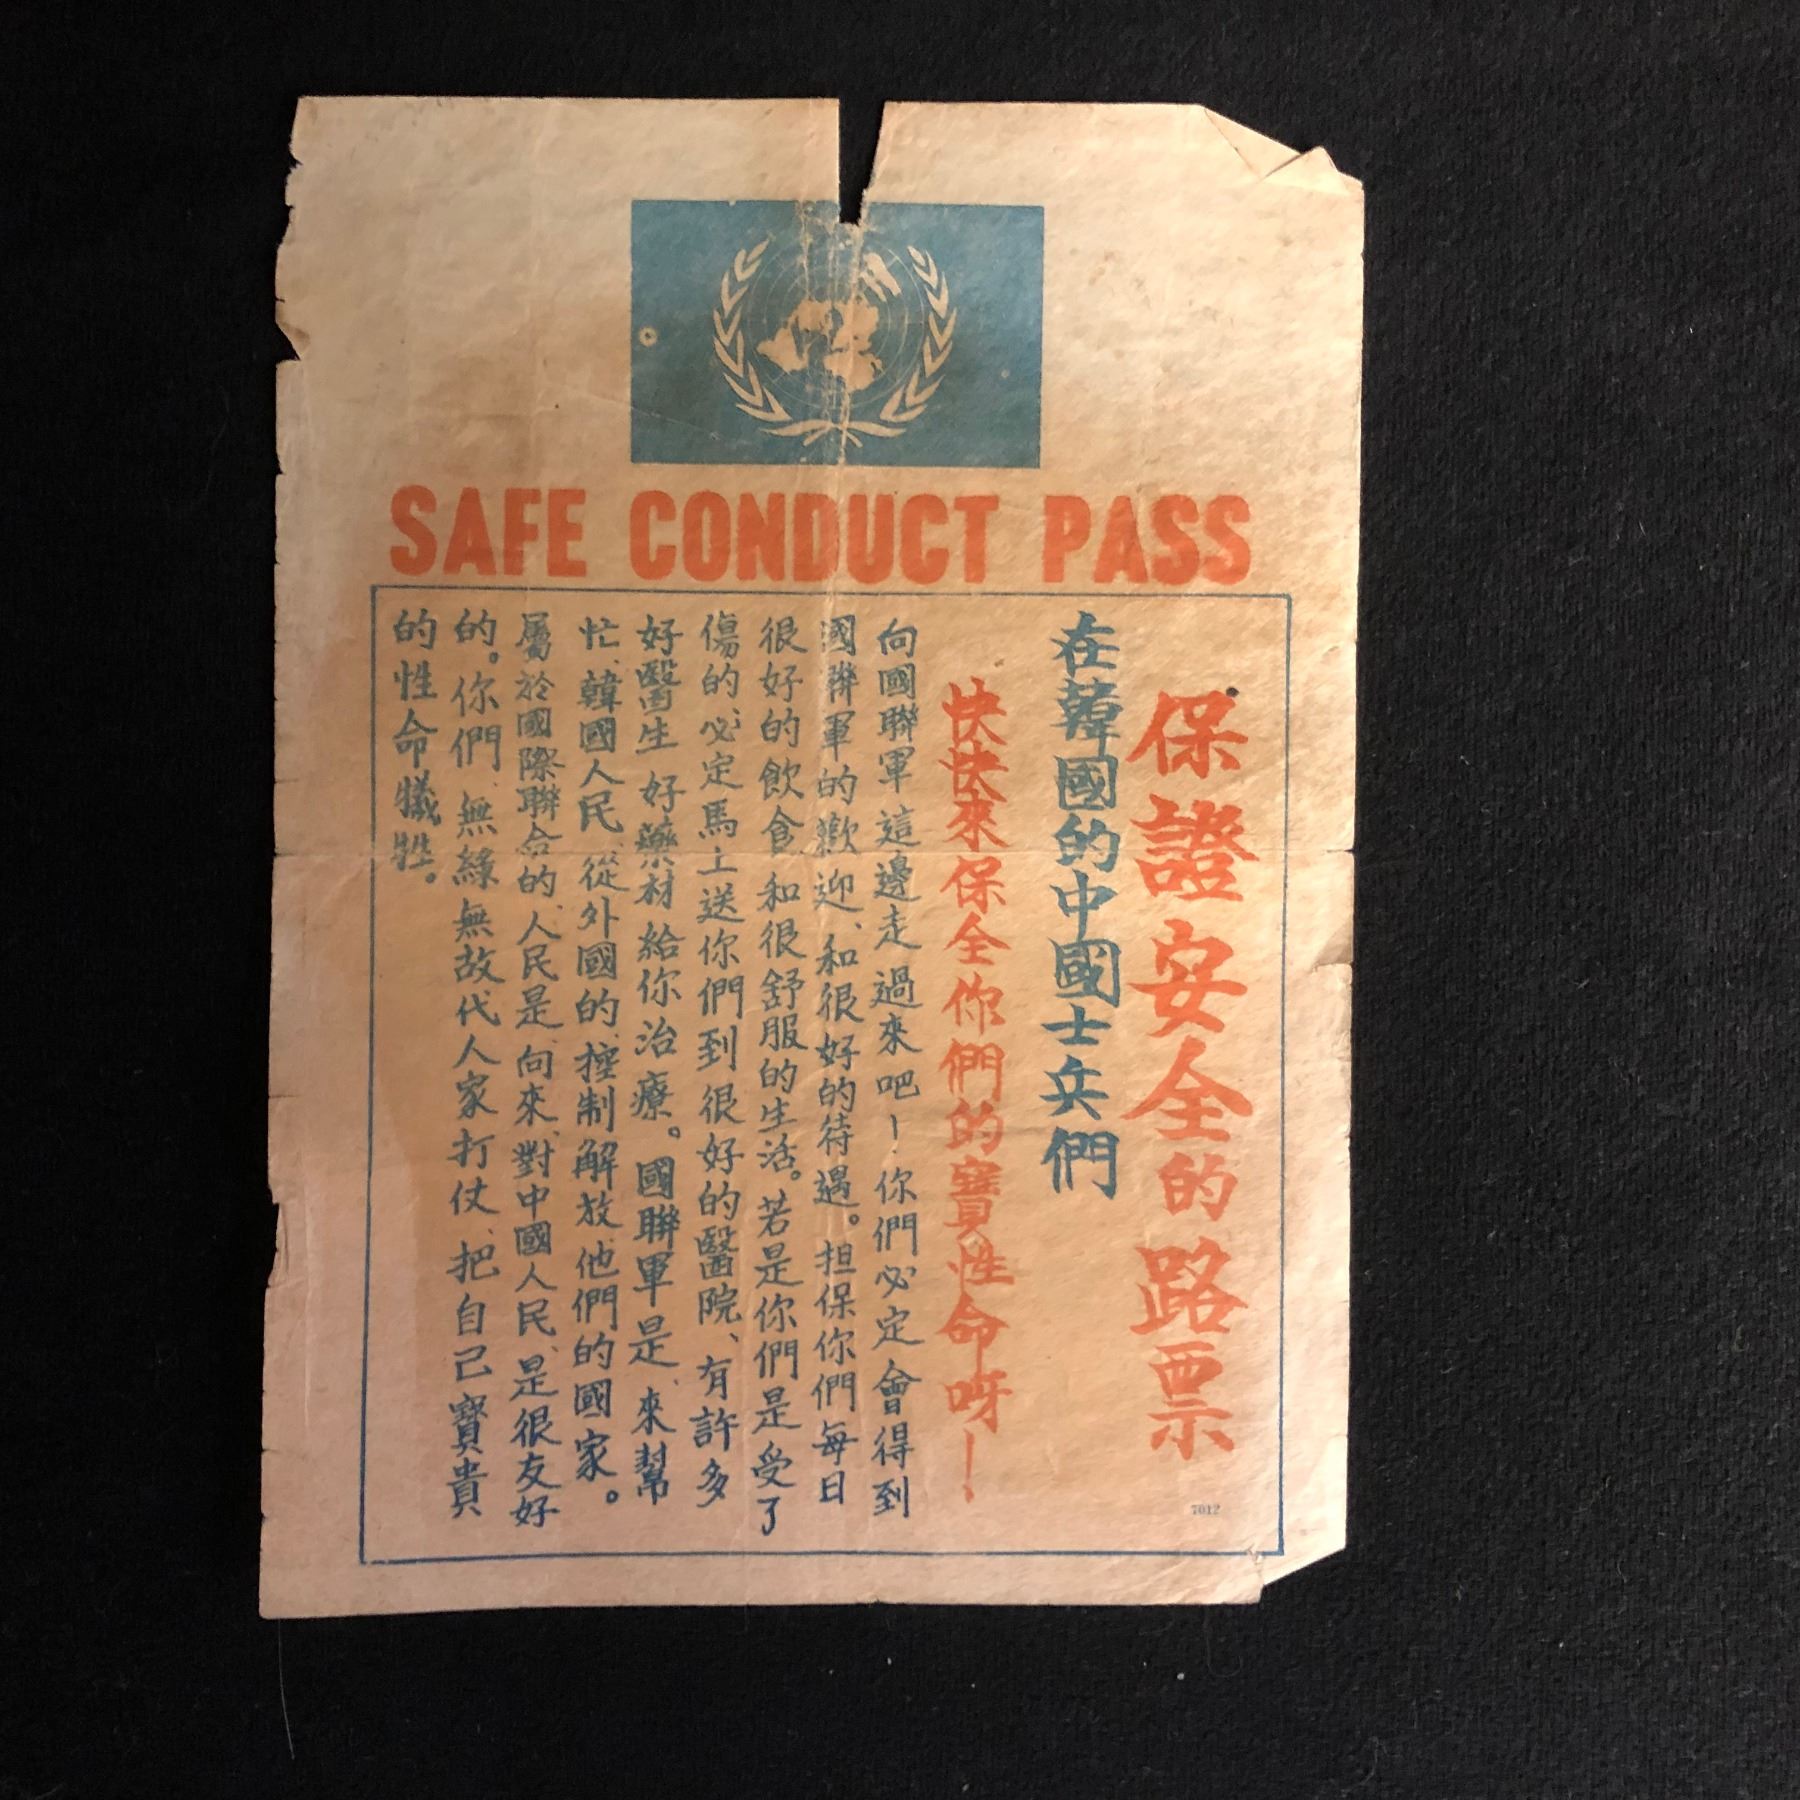 SAFE CONDUCT PASS
保證安全的路票
在韓國的中國士兵們
快快來保全你們的寶性命呀！
向國聯軍這邊走過來吧！你們必定會得到
國聯軍的歡迎、和很好的待遇。担保你們每日
很好的飲食、和很舒服的生活。若是你們是受了
傷的、必定馬上送你們到很好的醫院、有許多
好醫生、好藥材給你治療。國聯軍是、來幫
忙、韓國人民、從外國的、控制解放、他們的國家。
屬於國際聯合的、人民是、向來、對中國人民、是很友好
的。你們、無緣無故、代人家打仗、把自己寶貴
的性命犧牲。
7012